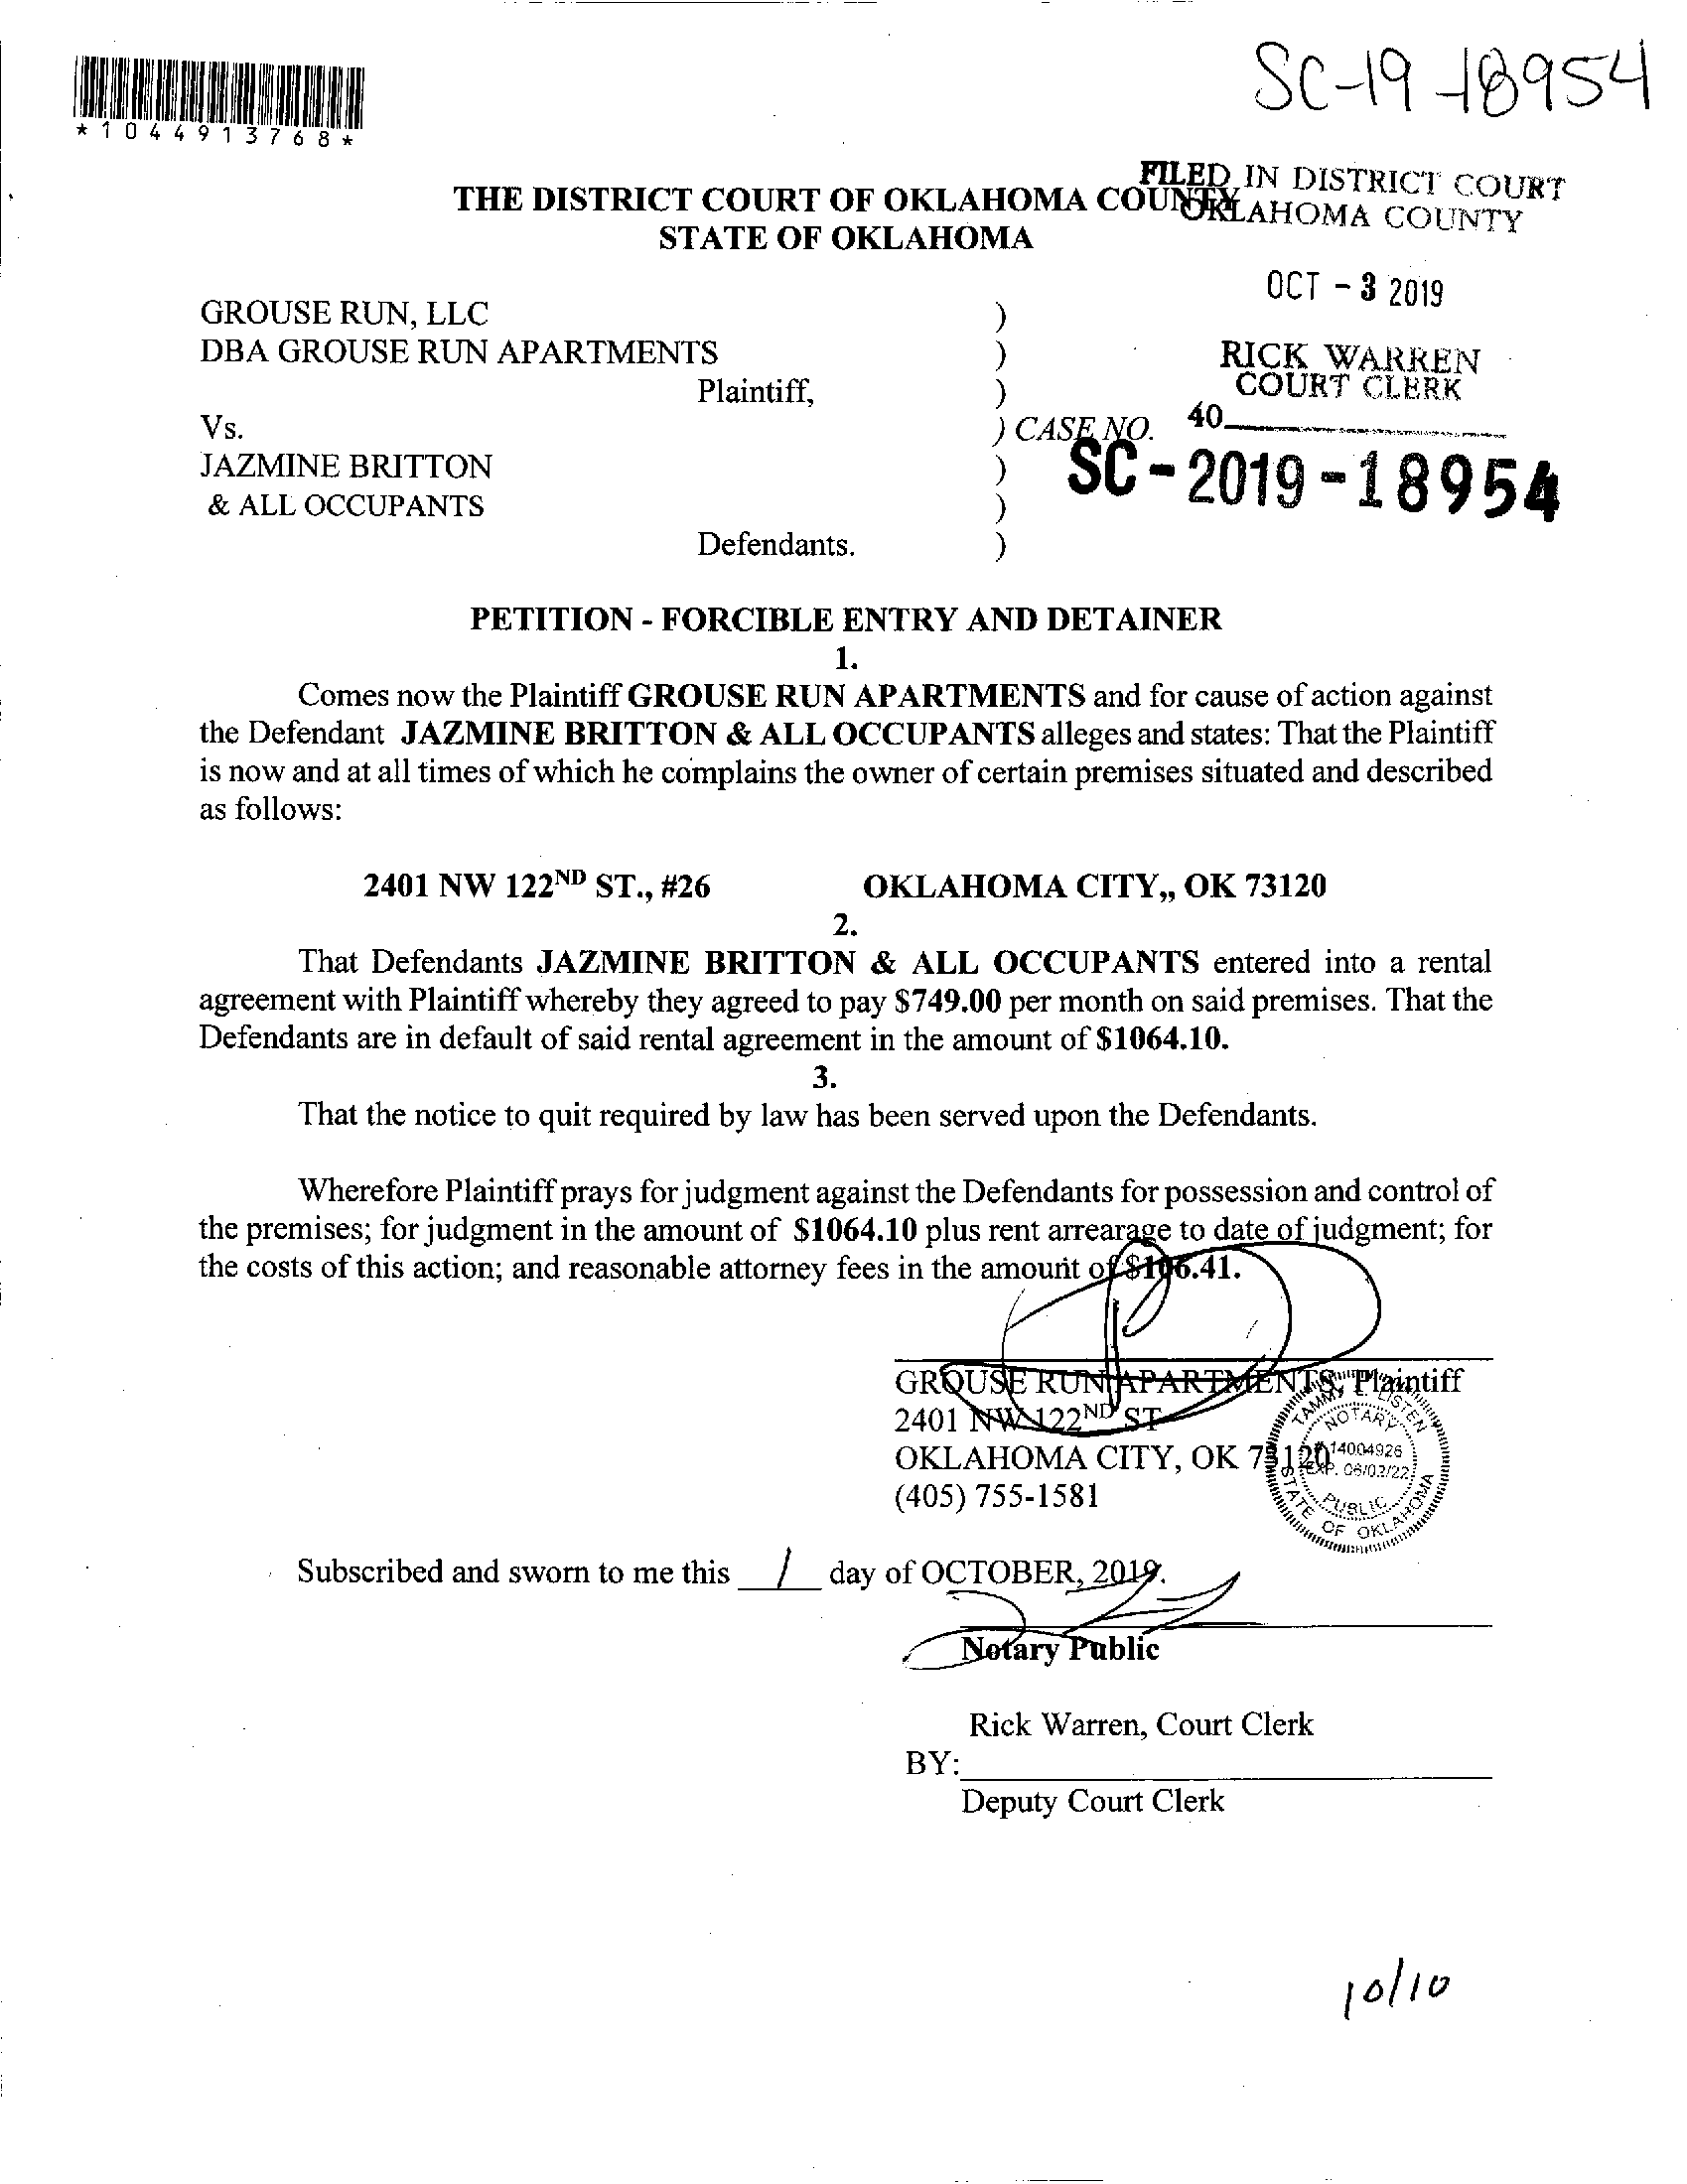 SC-19-18954
*1044913768*
FILED IN DISTRICT COURT
OKLAHOMA COUNTY
THE DISTRICT COURT OF OKLAHOMA COUNTY
STATE OF OKLAHOMA
OCT - 3 2019
GROUSE RUN, LLC )
DBA GROUSE RUN APARTMENTS )
RICK WARREN
COURT CLERK
Plaintiff, )
40
Vs. ) CASE NO.
SC-2019-18954
JAZMINE BRITTON )
& ALL OCCUPANTS )
Defendants. )
PETITION - FORCIBLE ENTRY AND DETAINER
1.
Comes now the Plaintiff GROUSE RUN APARTMENTS and for cause of action against
the Defendant JAZMINE BRITTON & ALL OCCUPANTS alleges and states: That the Plaintiff
is now and at all times of which he complains the owner of certain premises situated and described
as follows:
2401 NW 122ND ST., #26 OKLAHOMA CITY,, OK 73120
2.
That Defendants JAZMINE BRITTON & ALL OCCUPANTS entered into a rental
agreement with Plaintiff whereby they agreed to pay $749.00 per month on said premises. That the
Defendants are in default of said rental agreement in the amount of $1064.10.
3.
That the notice to quit required by law has been served upon the Defendants.
Wherefore Plaintiff prays for judgment against the Defendants for possession and control of
the premises; for judgment in the amount of $1064.10 plus rent arrearage to date of judgment; for
the costs of this action; and reasonable attorney fees in the amount of $106.41.
GROUSE RUN APARTMENTS, Plaintiff
2401 NW 122ND ST
OKLAHOMA CITY, OK 73120
(405) 755-1581
TAMMY
NOTARY
# 14004926
EXP. 06/02/22
PUBLIC
STATE OF OKLAHOMA
Subscribed and sworn to me this 1 day of OCTOBER, 2019.
Notary Public
Rick Warren, Court Clerk
BY:
Deputy Court Clerk
10/10